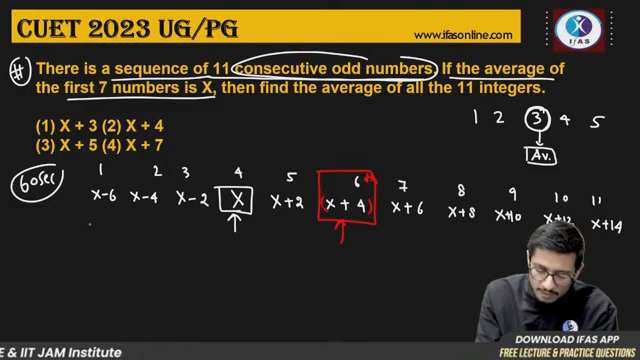 CUET 2023 UG/PG
www.ifasonline.com
IFAS
# There is a sequence of 11 consecutive odd numbers. If the average of
the first 7 numbers is X, then find the average of all the 11 integers.
(1) X + 3 (2) X + 4
(3) X + 5 (4) X + 7
1 2 3 4 5
Av.
60 sec
1 2 3 4 5 6th 7 8 9 10 11
x-6 x-4 x-2 X x+2 (x+4) x+6 x+8 x+10 x+12 x+14
E & IIT JAM Institute
DOWNLOAD IFAS APP
FREE LECTURE & PRACTICE QUESTIONS